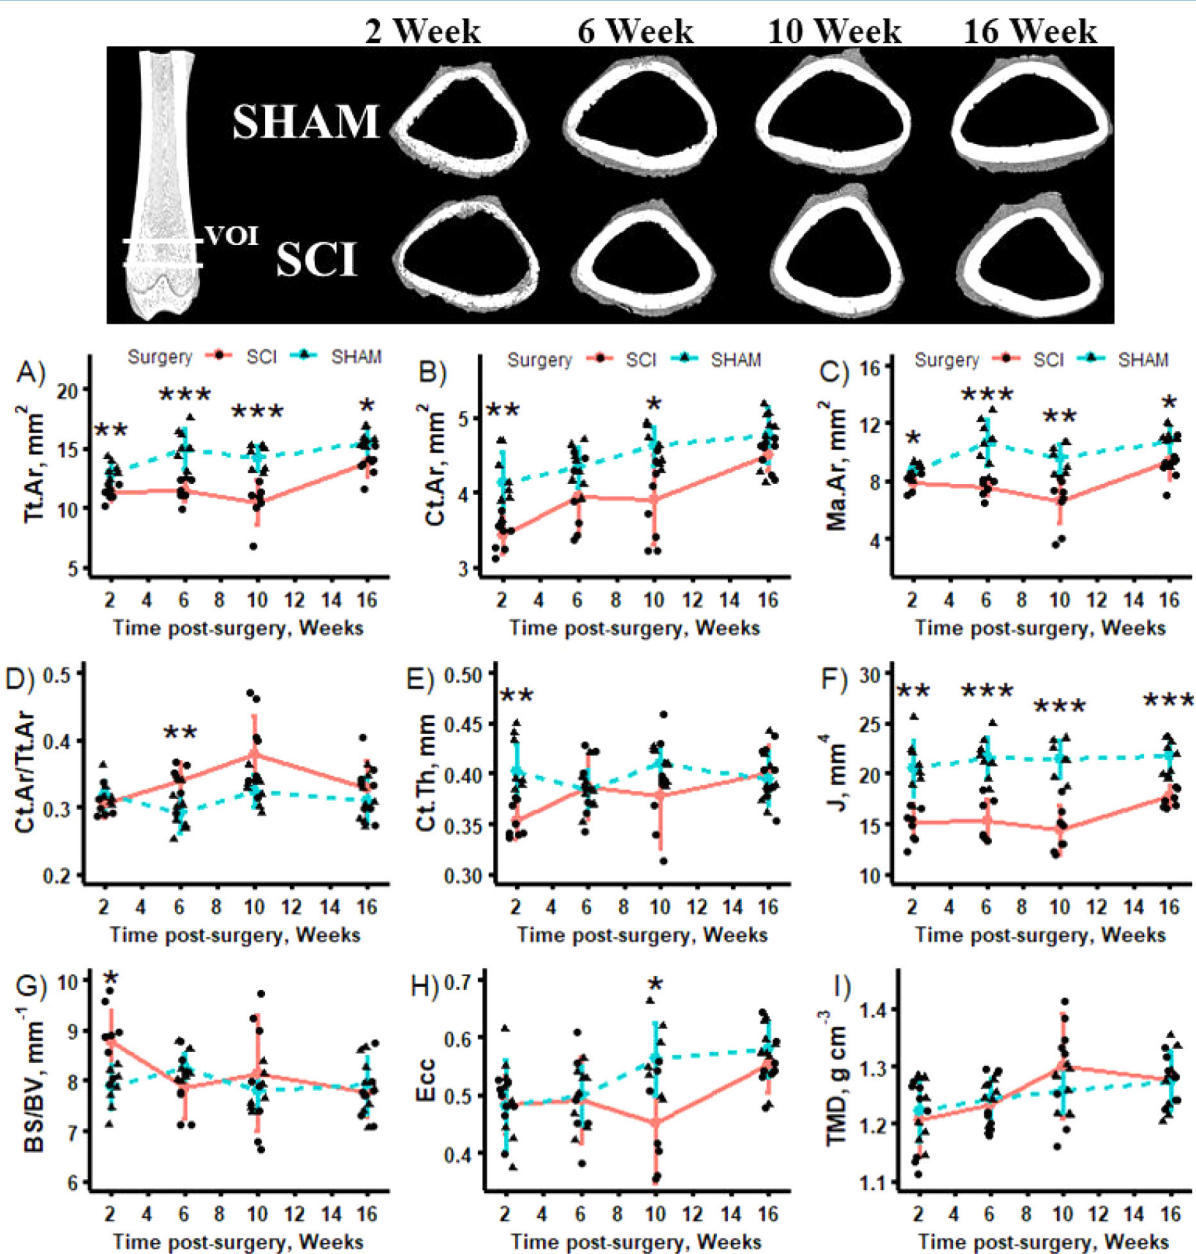 2 Week 6 Week 10 Week 16 Week
SHAM
VOI
SCI
A) Surgery SCI SHAM
Tt.Ar, mm²
20
15
10
5
** *** *** *
2 4 6 8 10 12 14 16
Time post-surgery, Weeks
B) Surgery SCI SHAM
Ct.Ar, mm²
5
4
3
** *
2 4 6 8 10 12 14 16
Time post-surgery, Weeks
C) Surgery SCI SHAM
Ma.Ar, mm²
16
12
8
4
* *** ** *
2 4 6 8 10 12 14 16
Time post-surgery, Weeks
D)
Ct.Ar/Tt.Ar
0.5
0.4
0.3
0.2
**
2 4 6 8 10 12 14 16
Time post-surgery, Weeks
E)
Ct.Th, mm
0.50
0.45
0.40
0.35
0.30
**
2 4 6 8 10 12 14 16
Time post-surgery, Weeks
F)
J, mm⁴
30
25
20
15
10
** *** *** ***
2 4 6 8 10 12 14 16
Time post-surgery, Weeks
G)
BS/BV, mm⁻¹
10
9
8
7
6
*
2 4 6 8 10 12 14 16
Time post-surgery, Weeks
H)
Ecc
0.7
0.6
0.5
0.4
*
2 4 6 8 10 12 14 16
Time post-surgery, Weeks
I)
TMD, g cm⁻³
1.4
1.3
1.2
1.1
2 4 6 8 10 12 14 16
Time post-surgery, Weeks